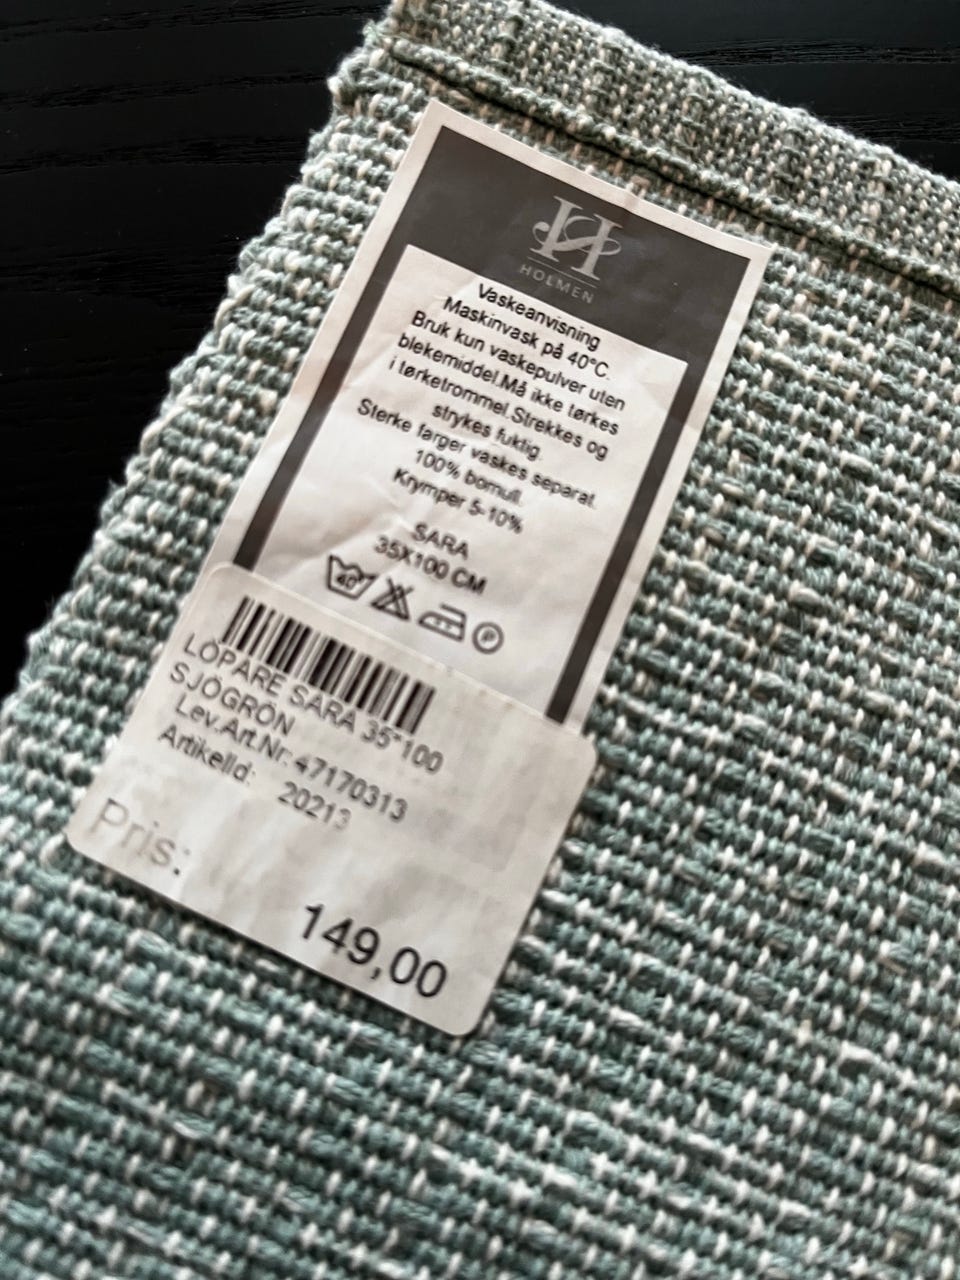 HOLMEN
Vaskeanvisning
Maskinvask på 40°C.
Bruk kun vaskepulver uten
blekemiddel.Må ikke tørkes
i tørketrommel.Strekkes og
strykes fuktig.
Sterke farger vaskes separat.
100% bomull.
Krymper 5-10%
SARA
35X100 CM
40° P
LÖPARE SARA 35*100
SJÖGRÖN
Lev.Art.Nr: 47170313
ArtikelId: 20213
Pris:
149,00